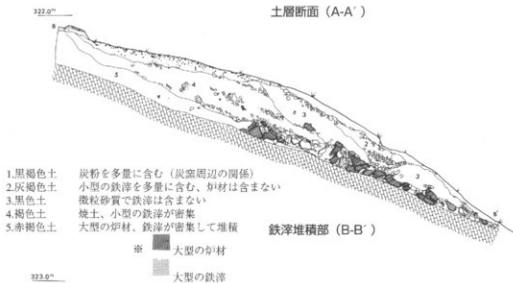 土層断面 (A-A´)
322.0m
B
1.黒褐色土 炭粉を多量に含む (炭窯周辺の関係)
2.灰褐色土 小型の鉄滓を多量に含む、炉材は含まない
3.黒色土 微粒砂質で鉄滓は含まない
4.褐色土 焼土、小型の鉄滓が密集
5.赤褐色土 大型の炉材、鉄滓が密集して堆積
鉄滓堆積部 (B-B´)
※ 大型の炉材
大型の鉄滓
323.0m